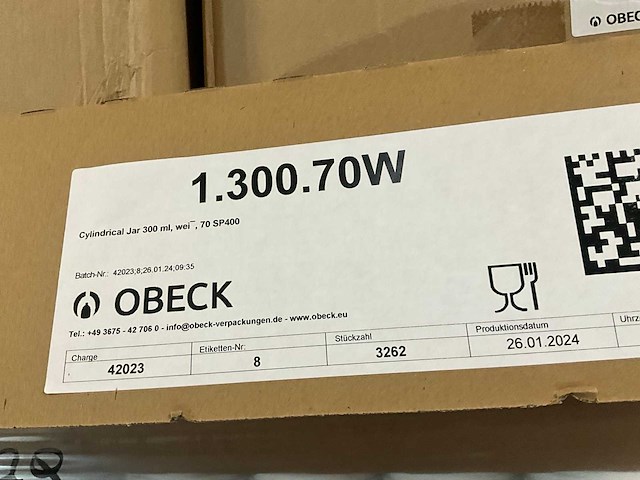 OBECK
1.300.70W
Cylindrical Jar 300 ml, wei¯, 70 SP400
Batch-Nr.: 42023;8;26.01.24;09:35
OBECK
Tel.: +49 3675 - 42 706 0 - info@obeck-verpackungen.de - www.obeck.eu
Charge Etiketten-Nr: Stückzahl Produktionsdatum
42023 8 3262 26.01.2024